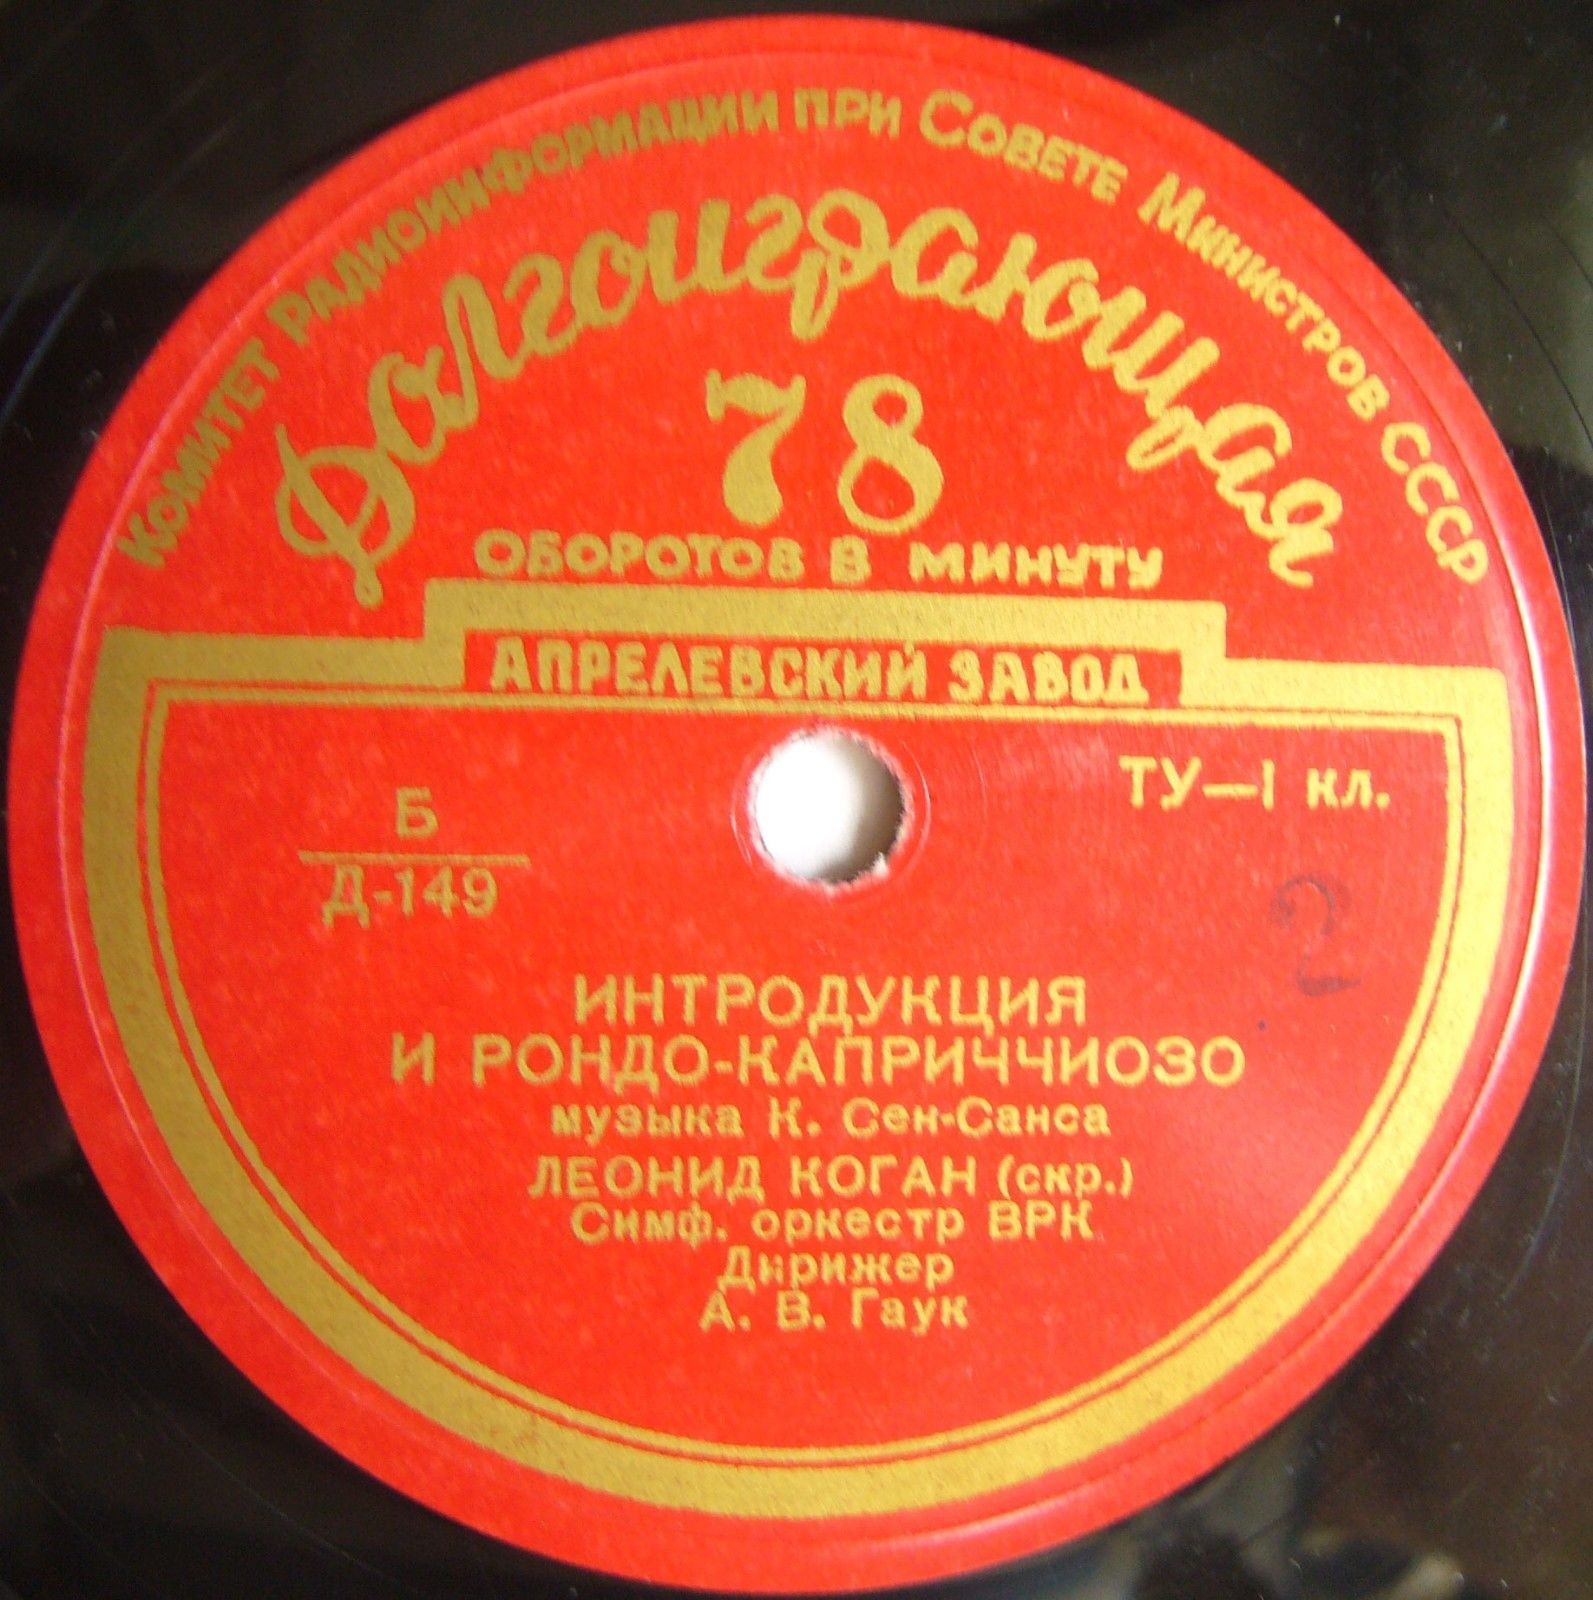 Комитет Радиоинформации при Совете Министров СССР
Долгоиграющая
78
ОБОРОТОВ В МИНУТУ
АПРЕЛЕВСКИЙ ЗАВОД
ТУ—I кл.
Б
Д-149
2
ИНТРОДУКЦИЯ
И РОНДО-КАПРИЧЧИОЗО
музыка К. Сен-Санса
ЛЕОНИД КОГАН (скр.)
Симф. оркестр ВРК
Дирижер
А. В. Гаук